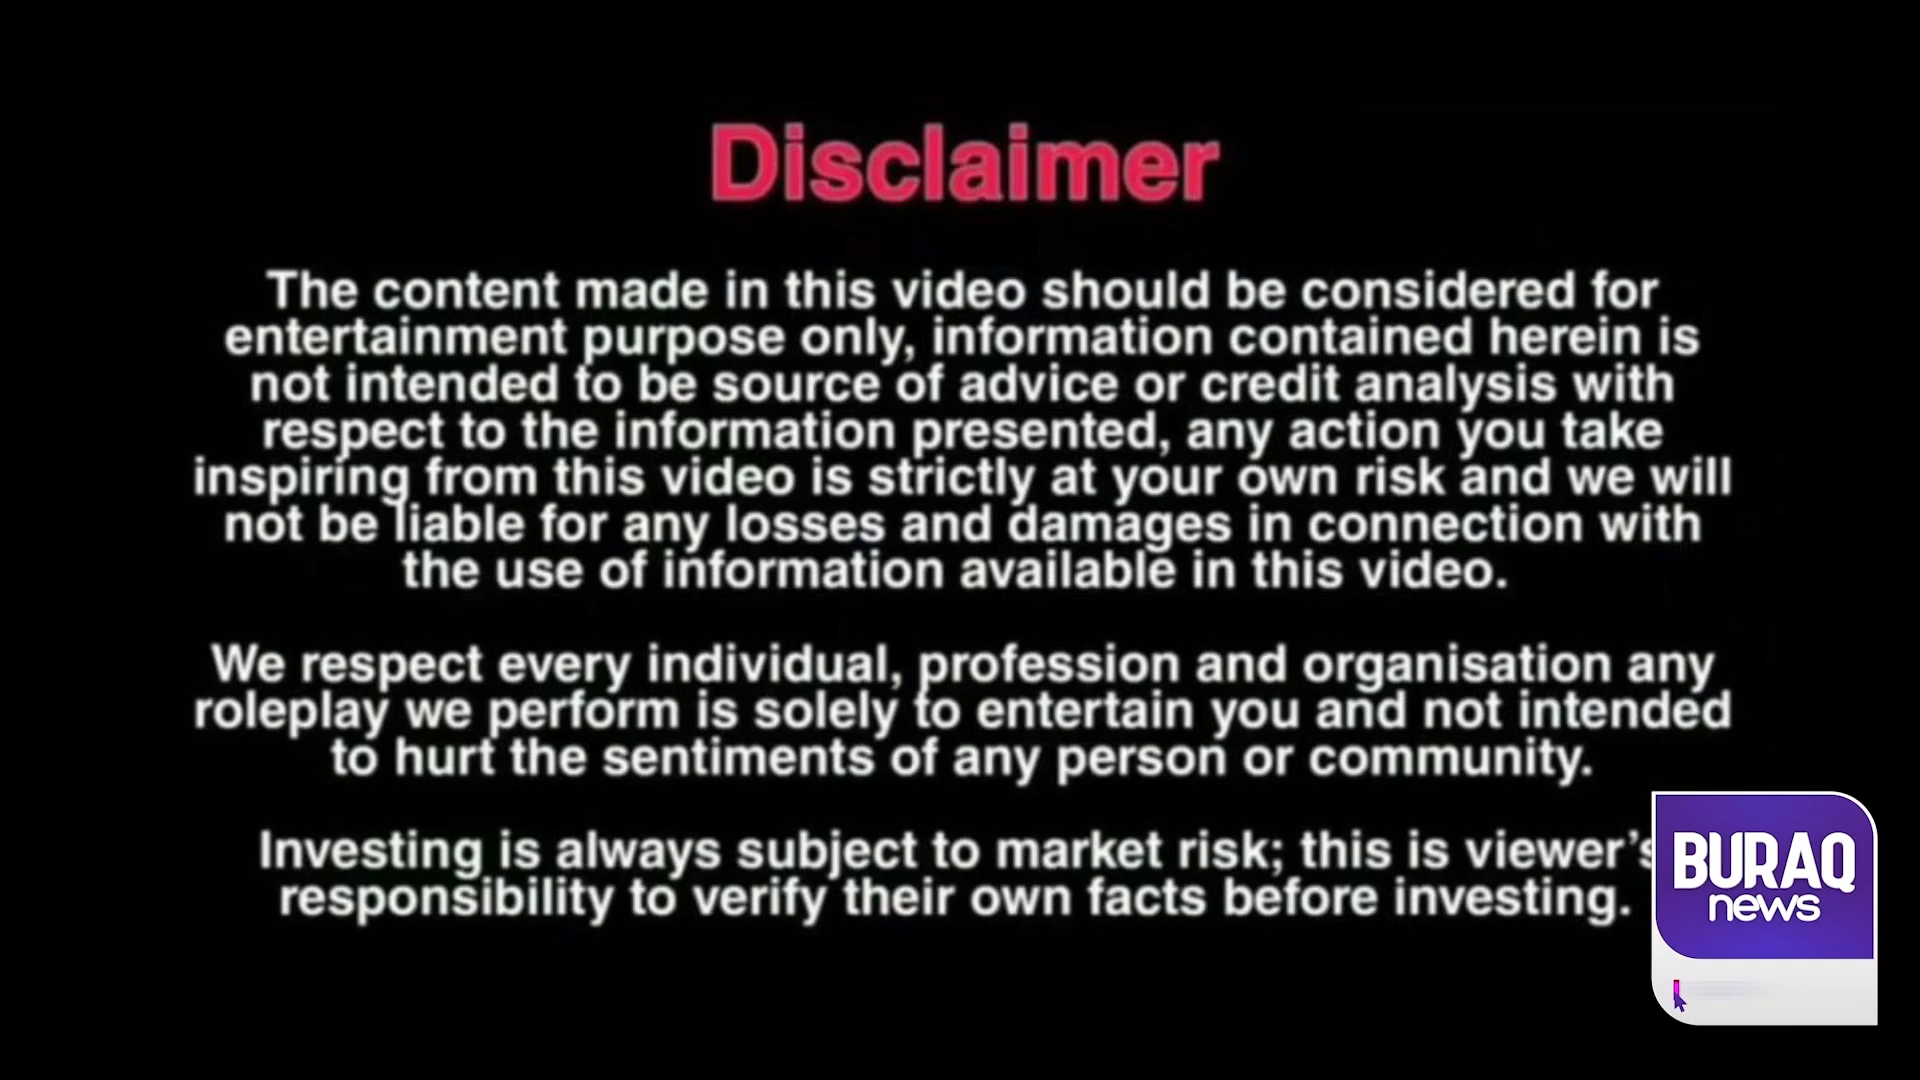 Disclaimer
The content made in this video should be considered for
entertainment purpose only, information contained herein is
not intended to be source of advice or credit analysis with
respect to the information presented, any action you take
inspiring from this video is strictly at your own risk and we will
not be liable for any losses and damages in connection with
the use of information available in this video.
We respect every individual, profession and organisation any
roleplay we perform is solely to entertain you and not intended
to hurt the sentiments of any person or community.
Investing is always subject to market risk; this is viewer's
responsibility to verify their own facts before investing.
BURAQ
news